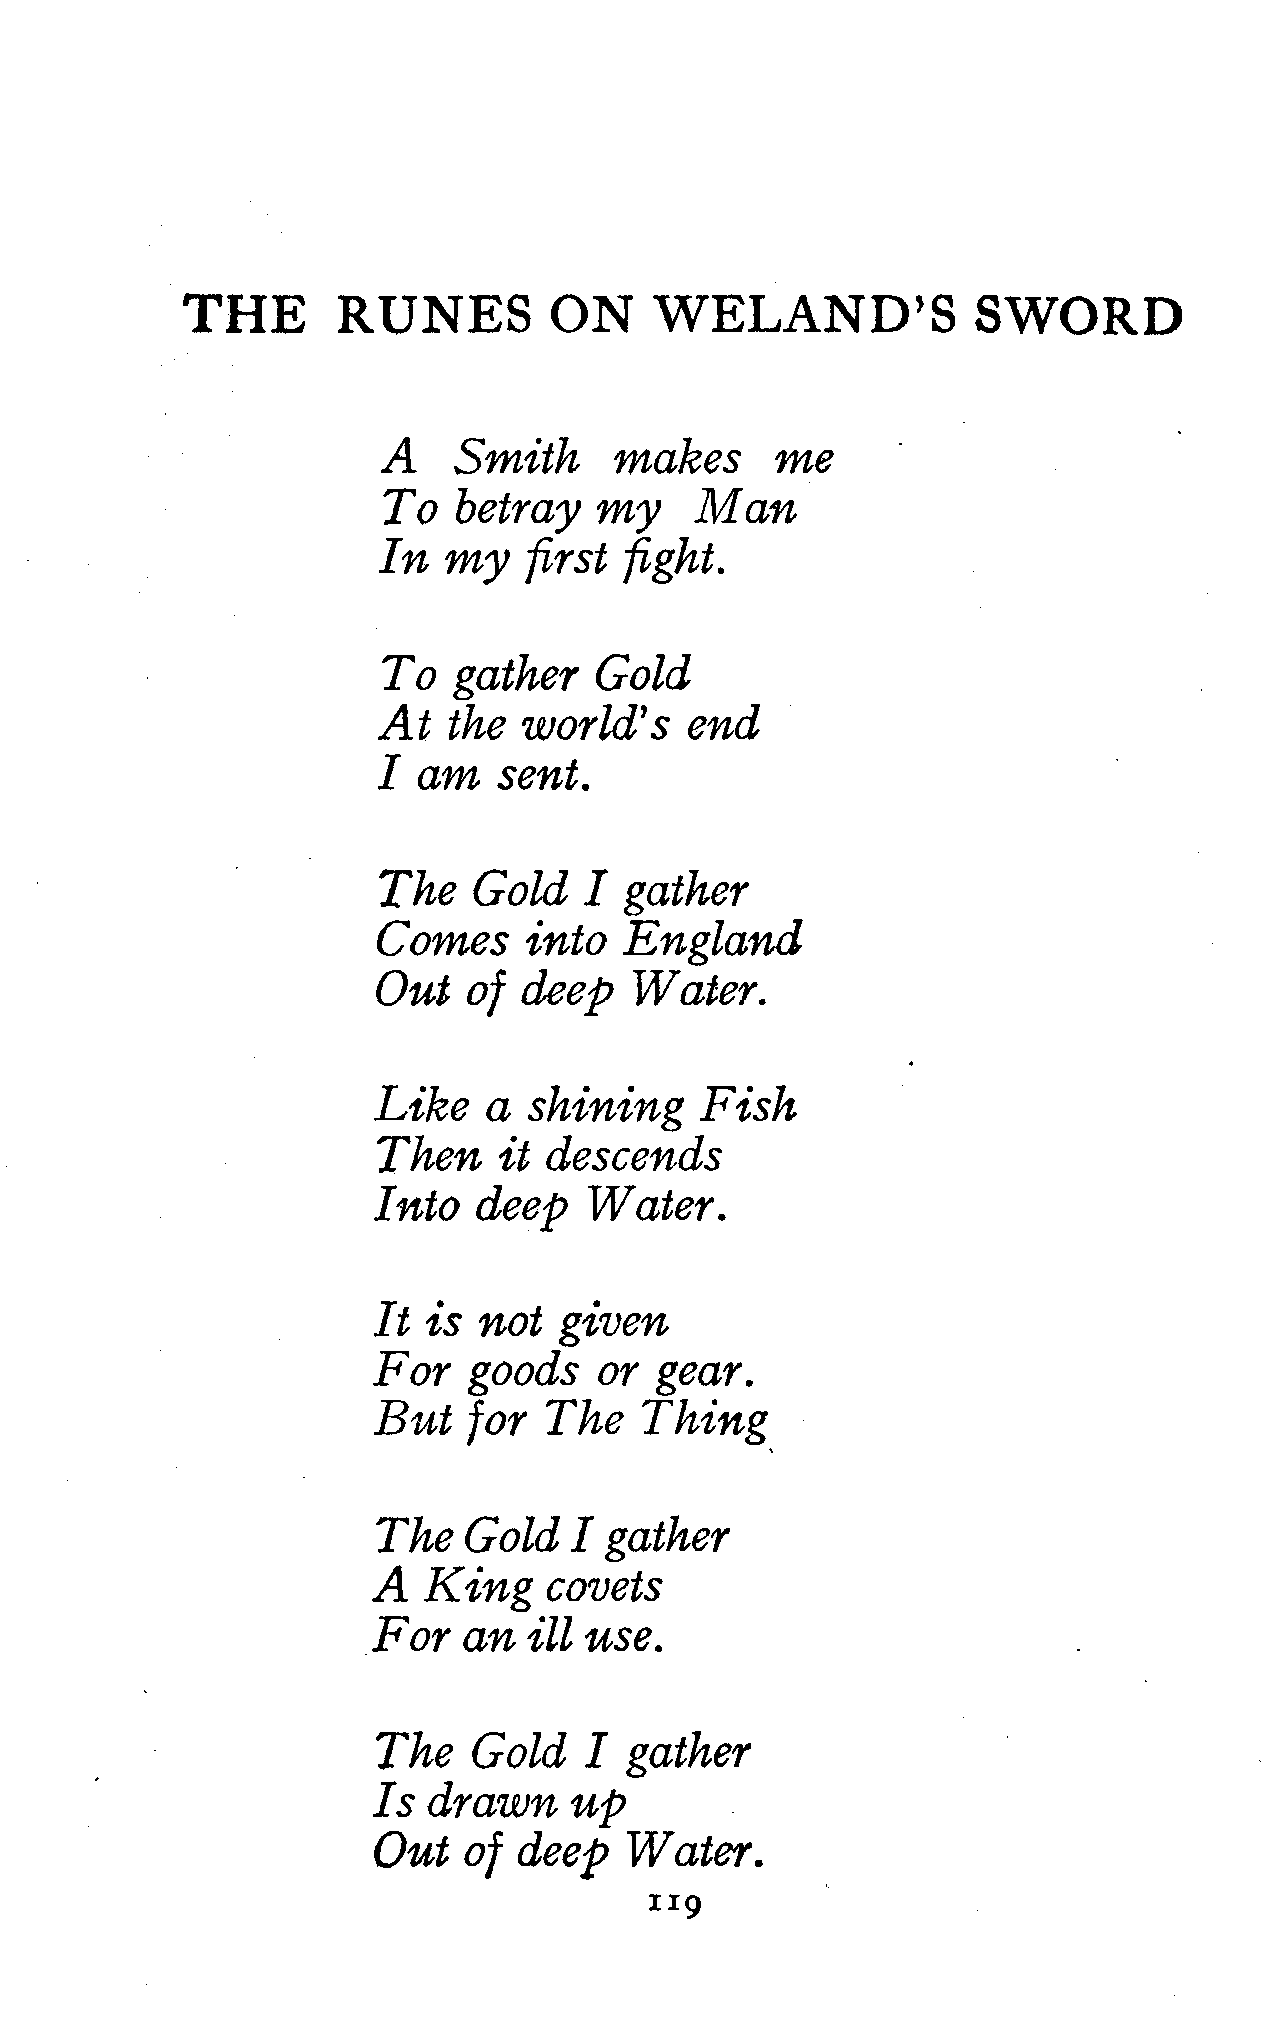 THE RUNES ON WELAND'S SWORD
A Smith makes me
To betray my Man
In my first fight.
To gather Gold
At the world's end
I am sent.
The Gold I gather
Comes into England
Out of deep Water.
Like a shining Fish
Then it descends
Into deep Water.
It is not given
For goods or gear.
But for The Thing
The Gold I gather
A King covets
For an ill use.
The Gold I gather
Is drawn up
Out of deep Water.
119